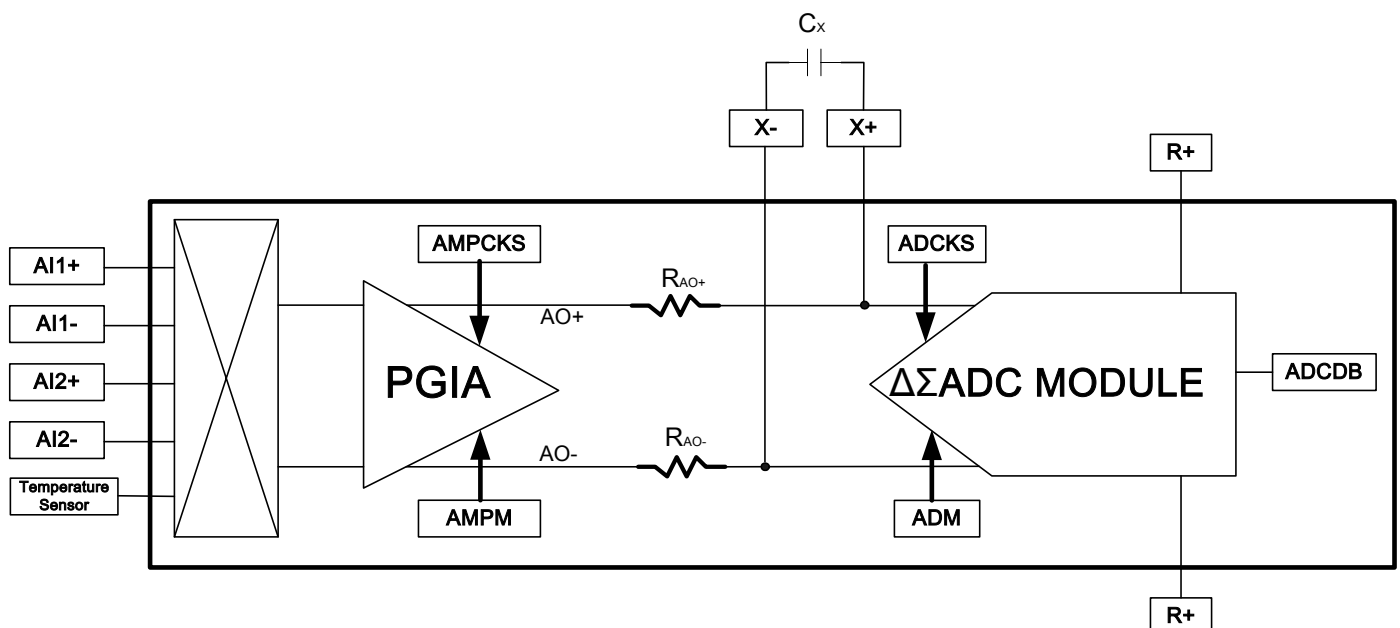 Cx
X-
X+
R+
AI1+
AI1-
AI2+
AI2-
Temperature
Sensor
AMPCKS
PGIA
AMPM
AO+
RAO+
AO-
RAO-
ADCKS
ΔΣADC MODULE
ADM
ADCDB
R+